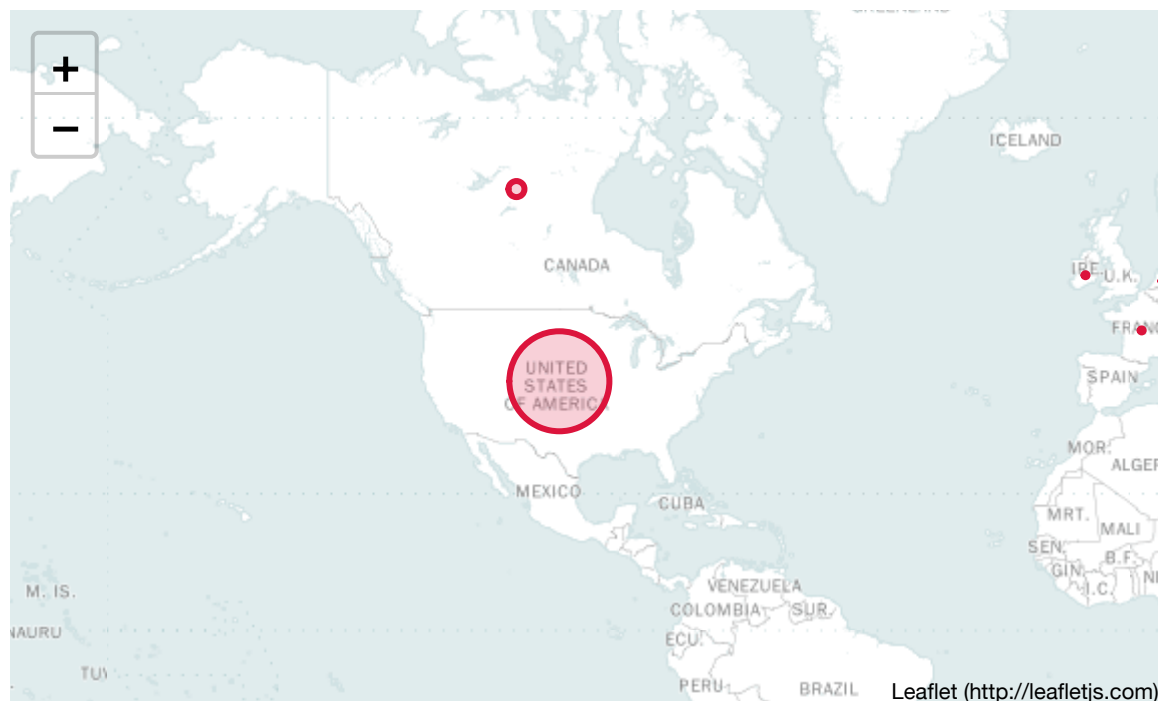 GREENLAND
+
−
ICELAND
IRE.
U.K.
CANADA
FRANC
UNITED
STATES
OF AMERICA
SPAIN
MOR.
ALGER
MEXICO
CUBA
MRT.
MALI
SEN.
B.F.
GIN.
NI
I.C.
VENEZUELA
M. IS.
COLOMBIA
SUR.
NAURU
ECU.
TUV
PERU
BRAZIL
Leaflet (http://leafletjs.com)